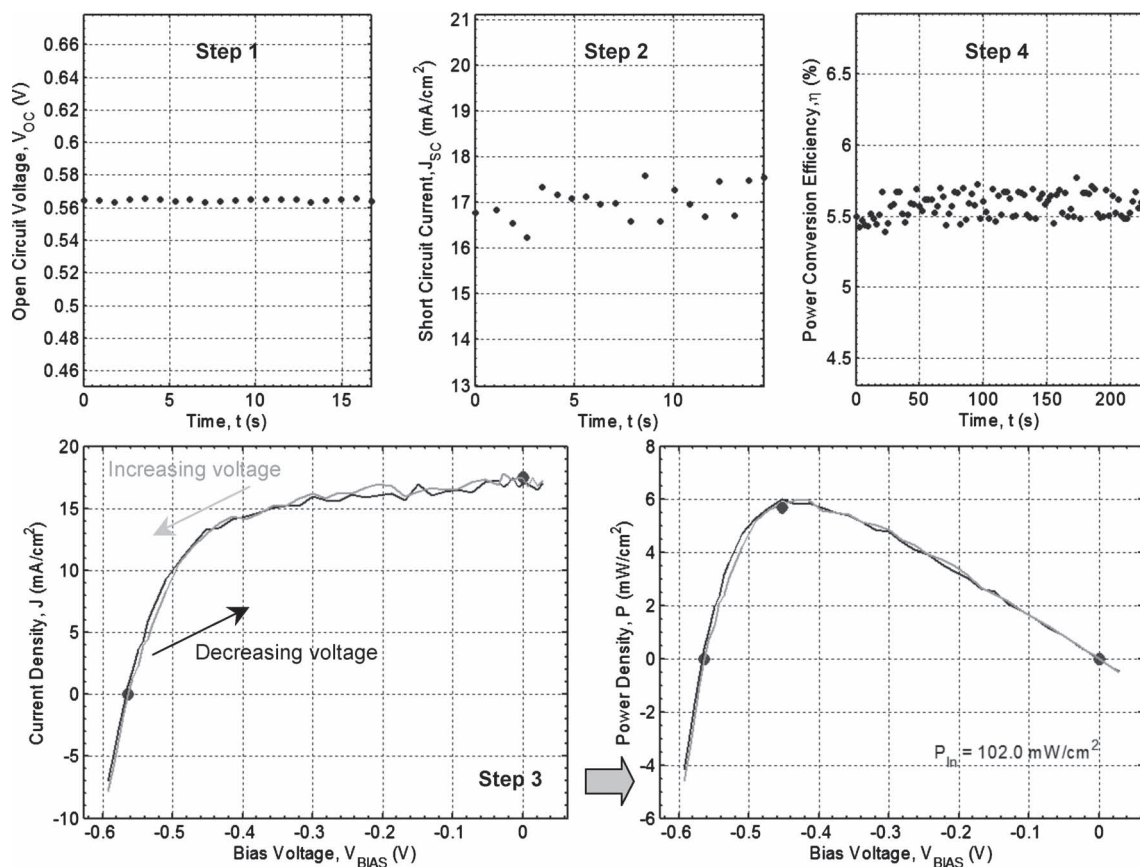 Open Circuit Voltage, V_OC (V)
0.66
0.64
0.62
0.6
0.58
0.56
0.54
0.52
0.5
0.48
0.46
Step 1
0 5 10 15
Time, t (s)
Short Circuit Current, J_SC (mA/cm²)
21
20
19
18
17
16
15
14
13
Step 2
0 5 10
Time, t (s)
Power Conversion Efficiency, η (%)
6.5
6
5.5
5
4.5
Step 4
0 50 100 150 200
Time, t (s)
Current Density, J (mA/cm²)
20
15
10
5
0
-5
-10
Increasing voltage
Decreasing voltage
Step 3
-0.6 -0.5 -0.4 -0.3 -0.2 -0.1 0
Bias Voltage, V_BIAS (V)
Power Density, P (mW/cm²)
8
6
4
2
0
-2
-4
-6
P_In = 102.0 mW/cm²
-0.6 -0.5 -0.4 -0.3 -0.2 -0.1 0
Bias Voltage, V_BIAS (V)